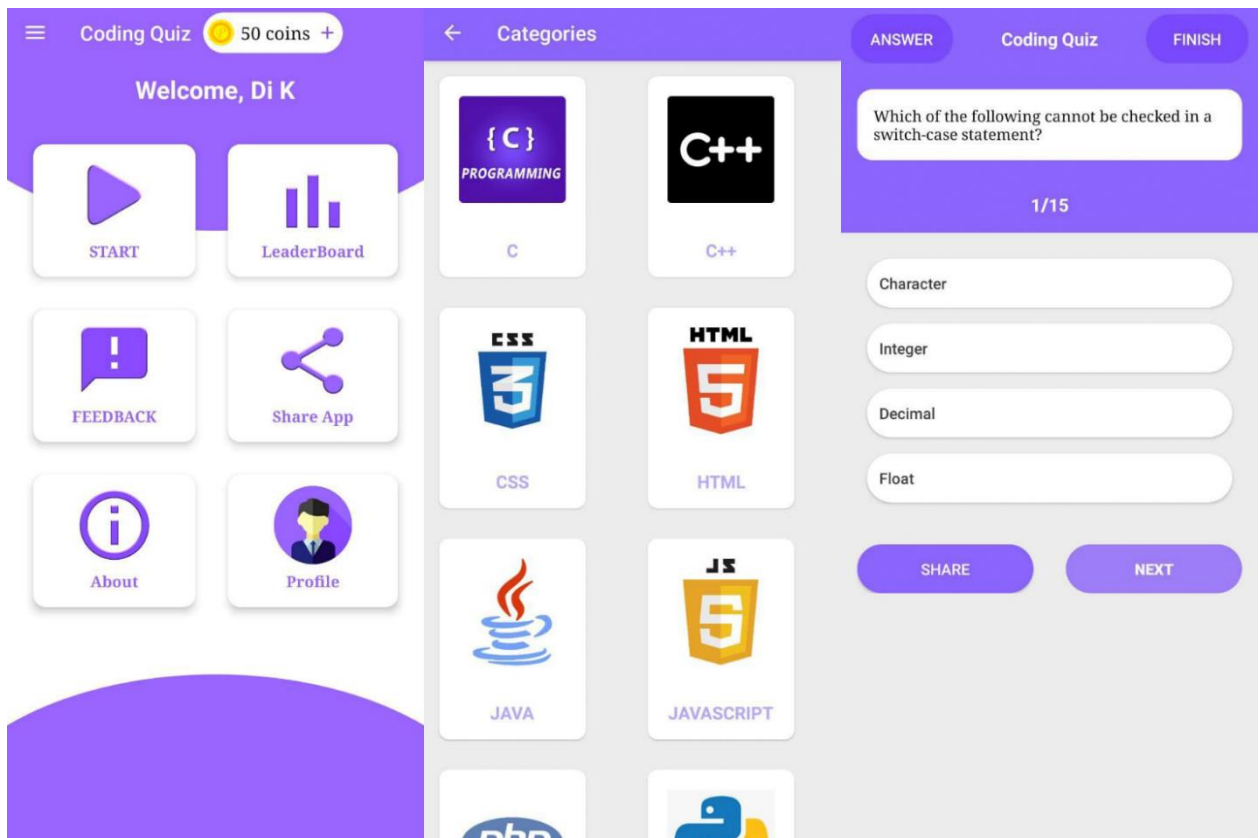 Coding Quiz 50 coins +
Welcome, Di K
START
LeaderBoard
FEEDBACK
Share App
About
Profile
Categories
{ C }
PROGRAMMING
C
C++
C++
CSS
3
CSS
HTML
5
HTML
JAVA
JS
5
JAVASCRIPT
php
ANSWER Coding Quiz FINISH
Which of the following cannot be checked in a
switch-case statement?
1/15
Character
Integer
Decimal
Float
SHARE NEXT